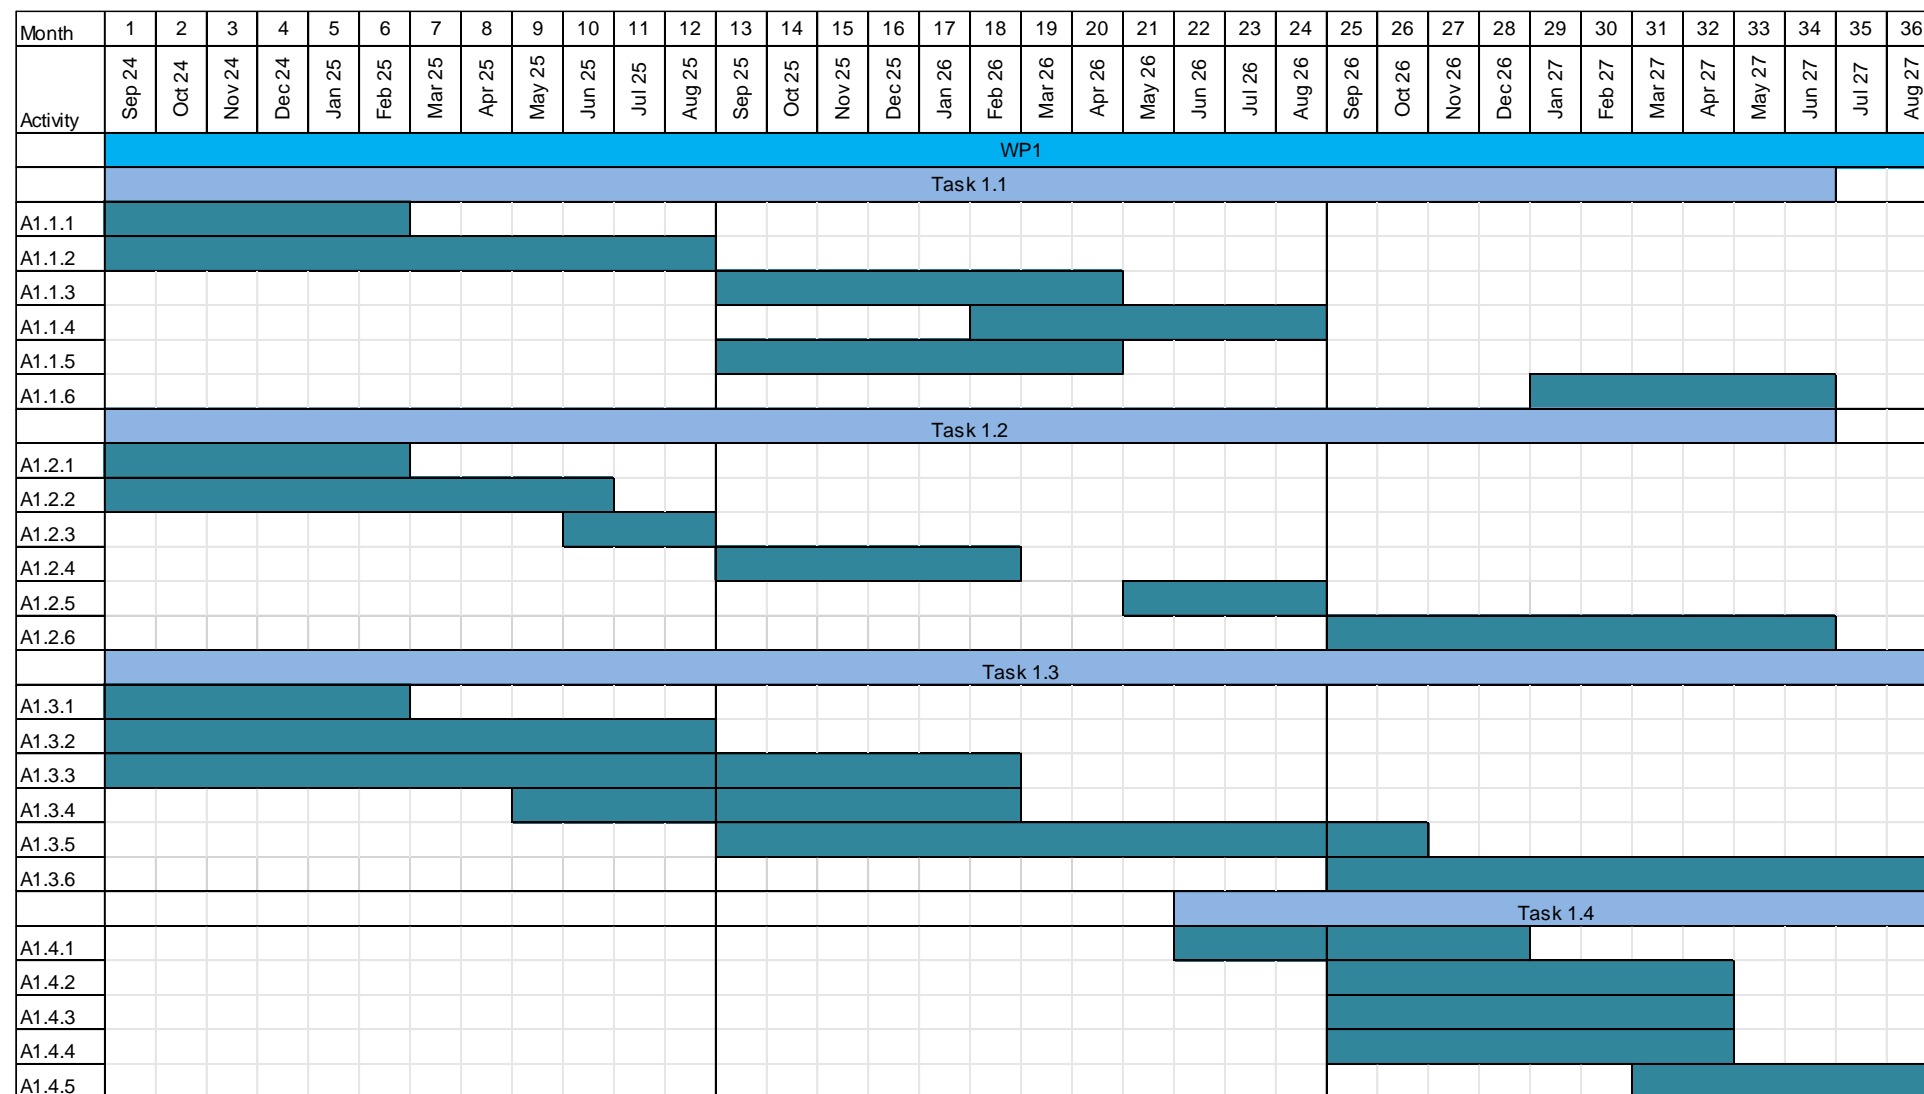 Month 1 2 3 4 5 6 7 8 9 10 11 12 13 14 15 16 17 18 19 20 21 22 23 24 25 26 27 28 29 30 31 32 33 34 35 36
Activity Sep 24 Oct 24 Nov 24 Dec 24 Jan 25 Feb 25 Mar 25 Apr 25 May 25 Jun 25 Jul 25 Aug 25 Sep 25 Oct 25 Nov 25 Dec 25 Jan 26 Feb 26 Mar 26 Apr 26 May 26 Jun 26 Jul 26 Aug 26 Sep 26 Oct 26 Nov 26 Dec 26 Jan 27 Feb 27 Mar 27 Apr 27 May 27 Jun 27 Jul 27 Aug 27
WP1
Task 1.1
A1.1.1
A1.1.2
A1.1.3
A1.1.4
A1.1.5
A1.1.6
Task 1.2
A1.2.1
A1.2.2
A1.2.3
A1.2.4
A1.2.5
A1.2.6
Task 1.3
A1.3.1
A1.3.2
A1.3.3
A1.3.4
A1.3.5
A1.3.6
Task 1.4
A1.4.1
A1.4.2
A1.4.3
A1.4.4
A1.4.5